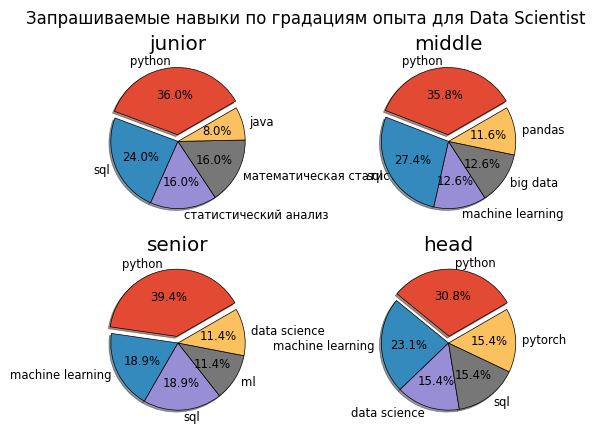 Запрашиваемые навыки по градациям опыта для Data Scientist
junior
python
36.0%
java
8.0%
24.0%
16.0%
sql
16.0%
математическая
статистический анализ
middle
python
35.8%
pandas
11.6%
27.4%
12.6%
sql
12.6%
big data
machine learning
senior
python
39.4%
data science
11.4%
18.9%
11.4%
machine learning
18.9%
ml
sql
head
python
30.8%
pytorch
15.4%
machine learning
23.1%
15.4%
15.4%
sql
data science